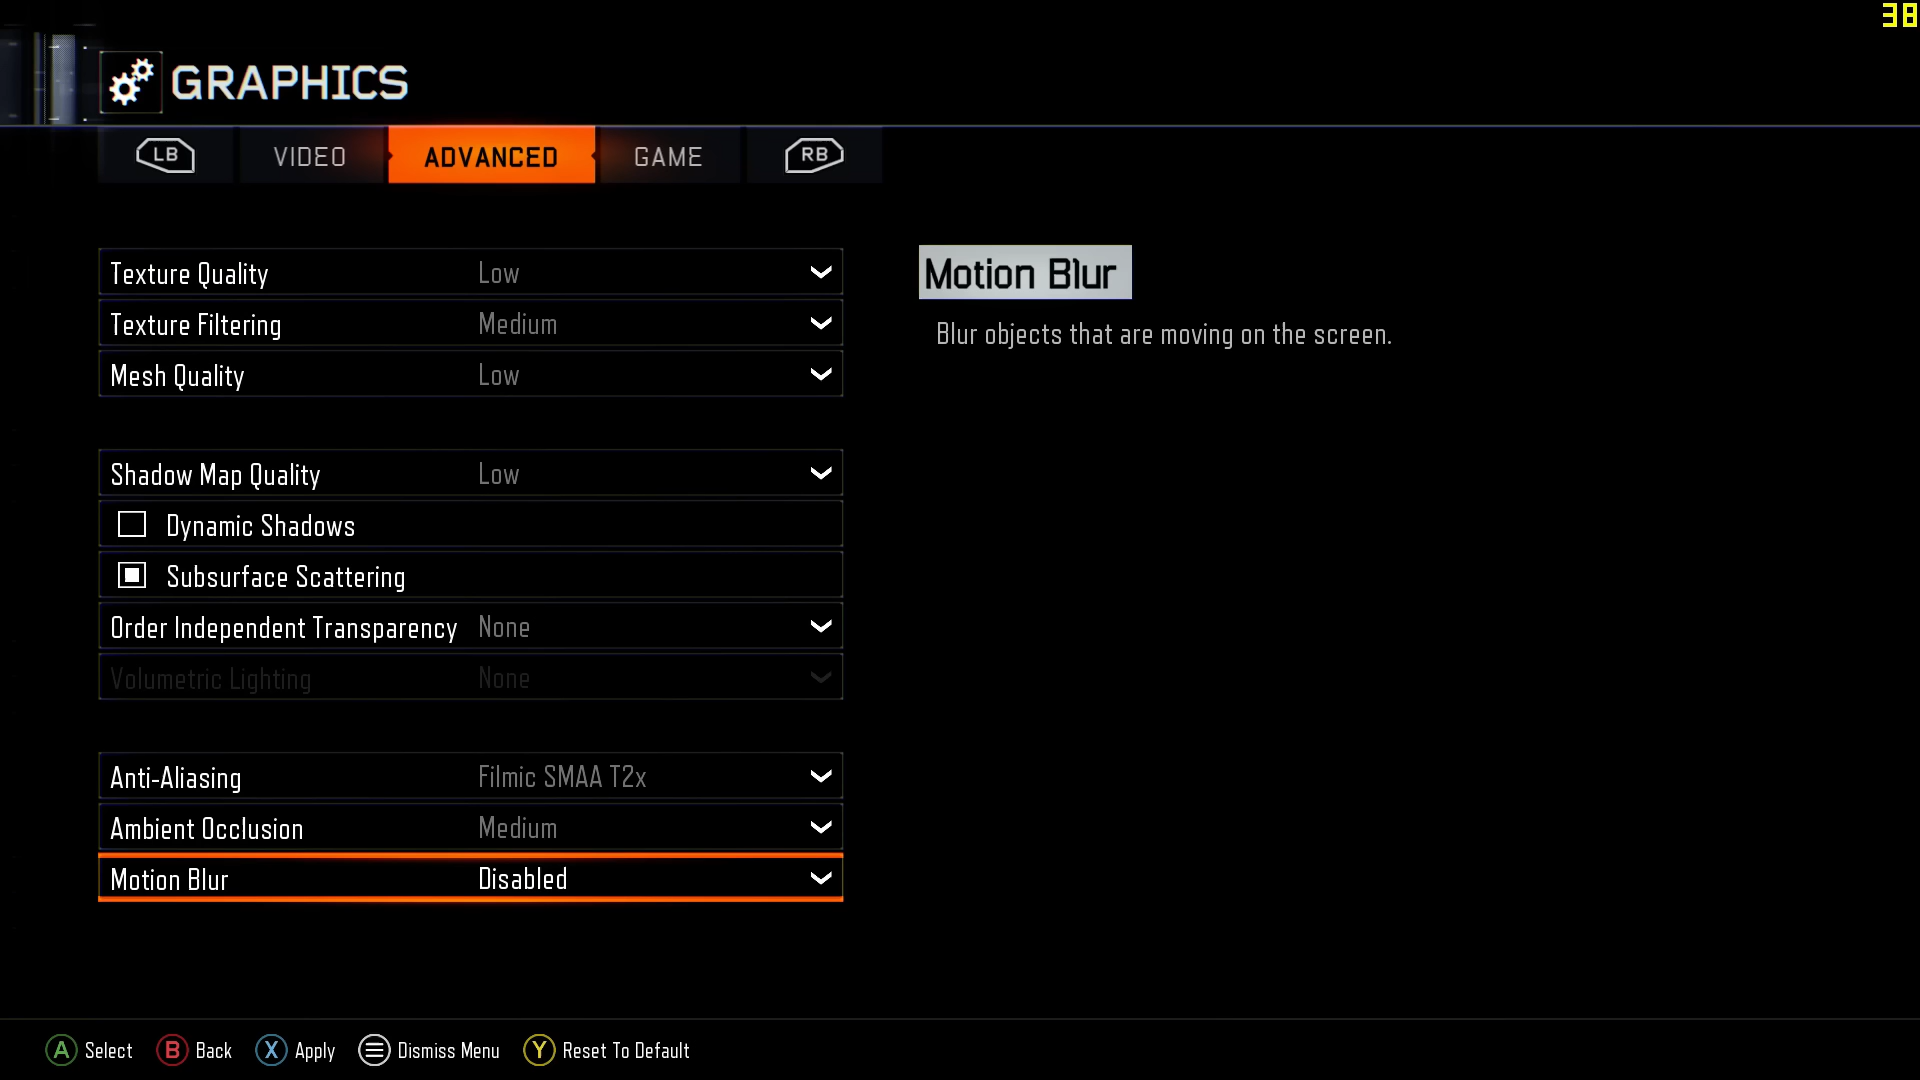 38
GRAPHICS
LB VIDEO ADVANCED GAME RB
Texture Quality Low
Texture Filtering Medium
Mesh Quality Low
Shadow Map Quality Low
Dynamic Shadows
Subsurface Scattering
Order Independent Transparency None
Volumetric Lighting None
Anti-Aliasing Filmic SMAA T2x
Ambient Occlusion Medium
Motion Blur Disabled
Motion Blur
Blur objects that are moving on the screen.
A Select B Back X Apply Dismiss Menu Y Reset To Default